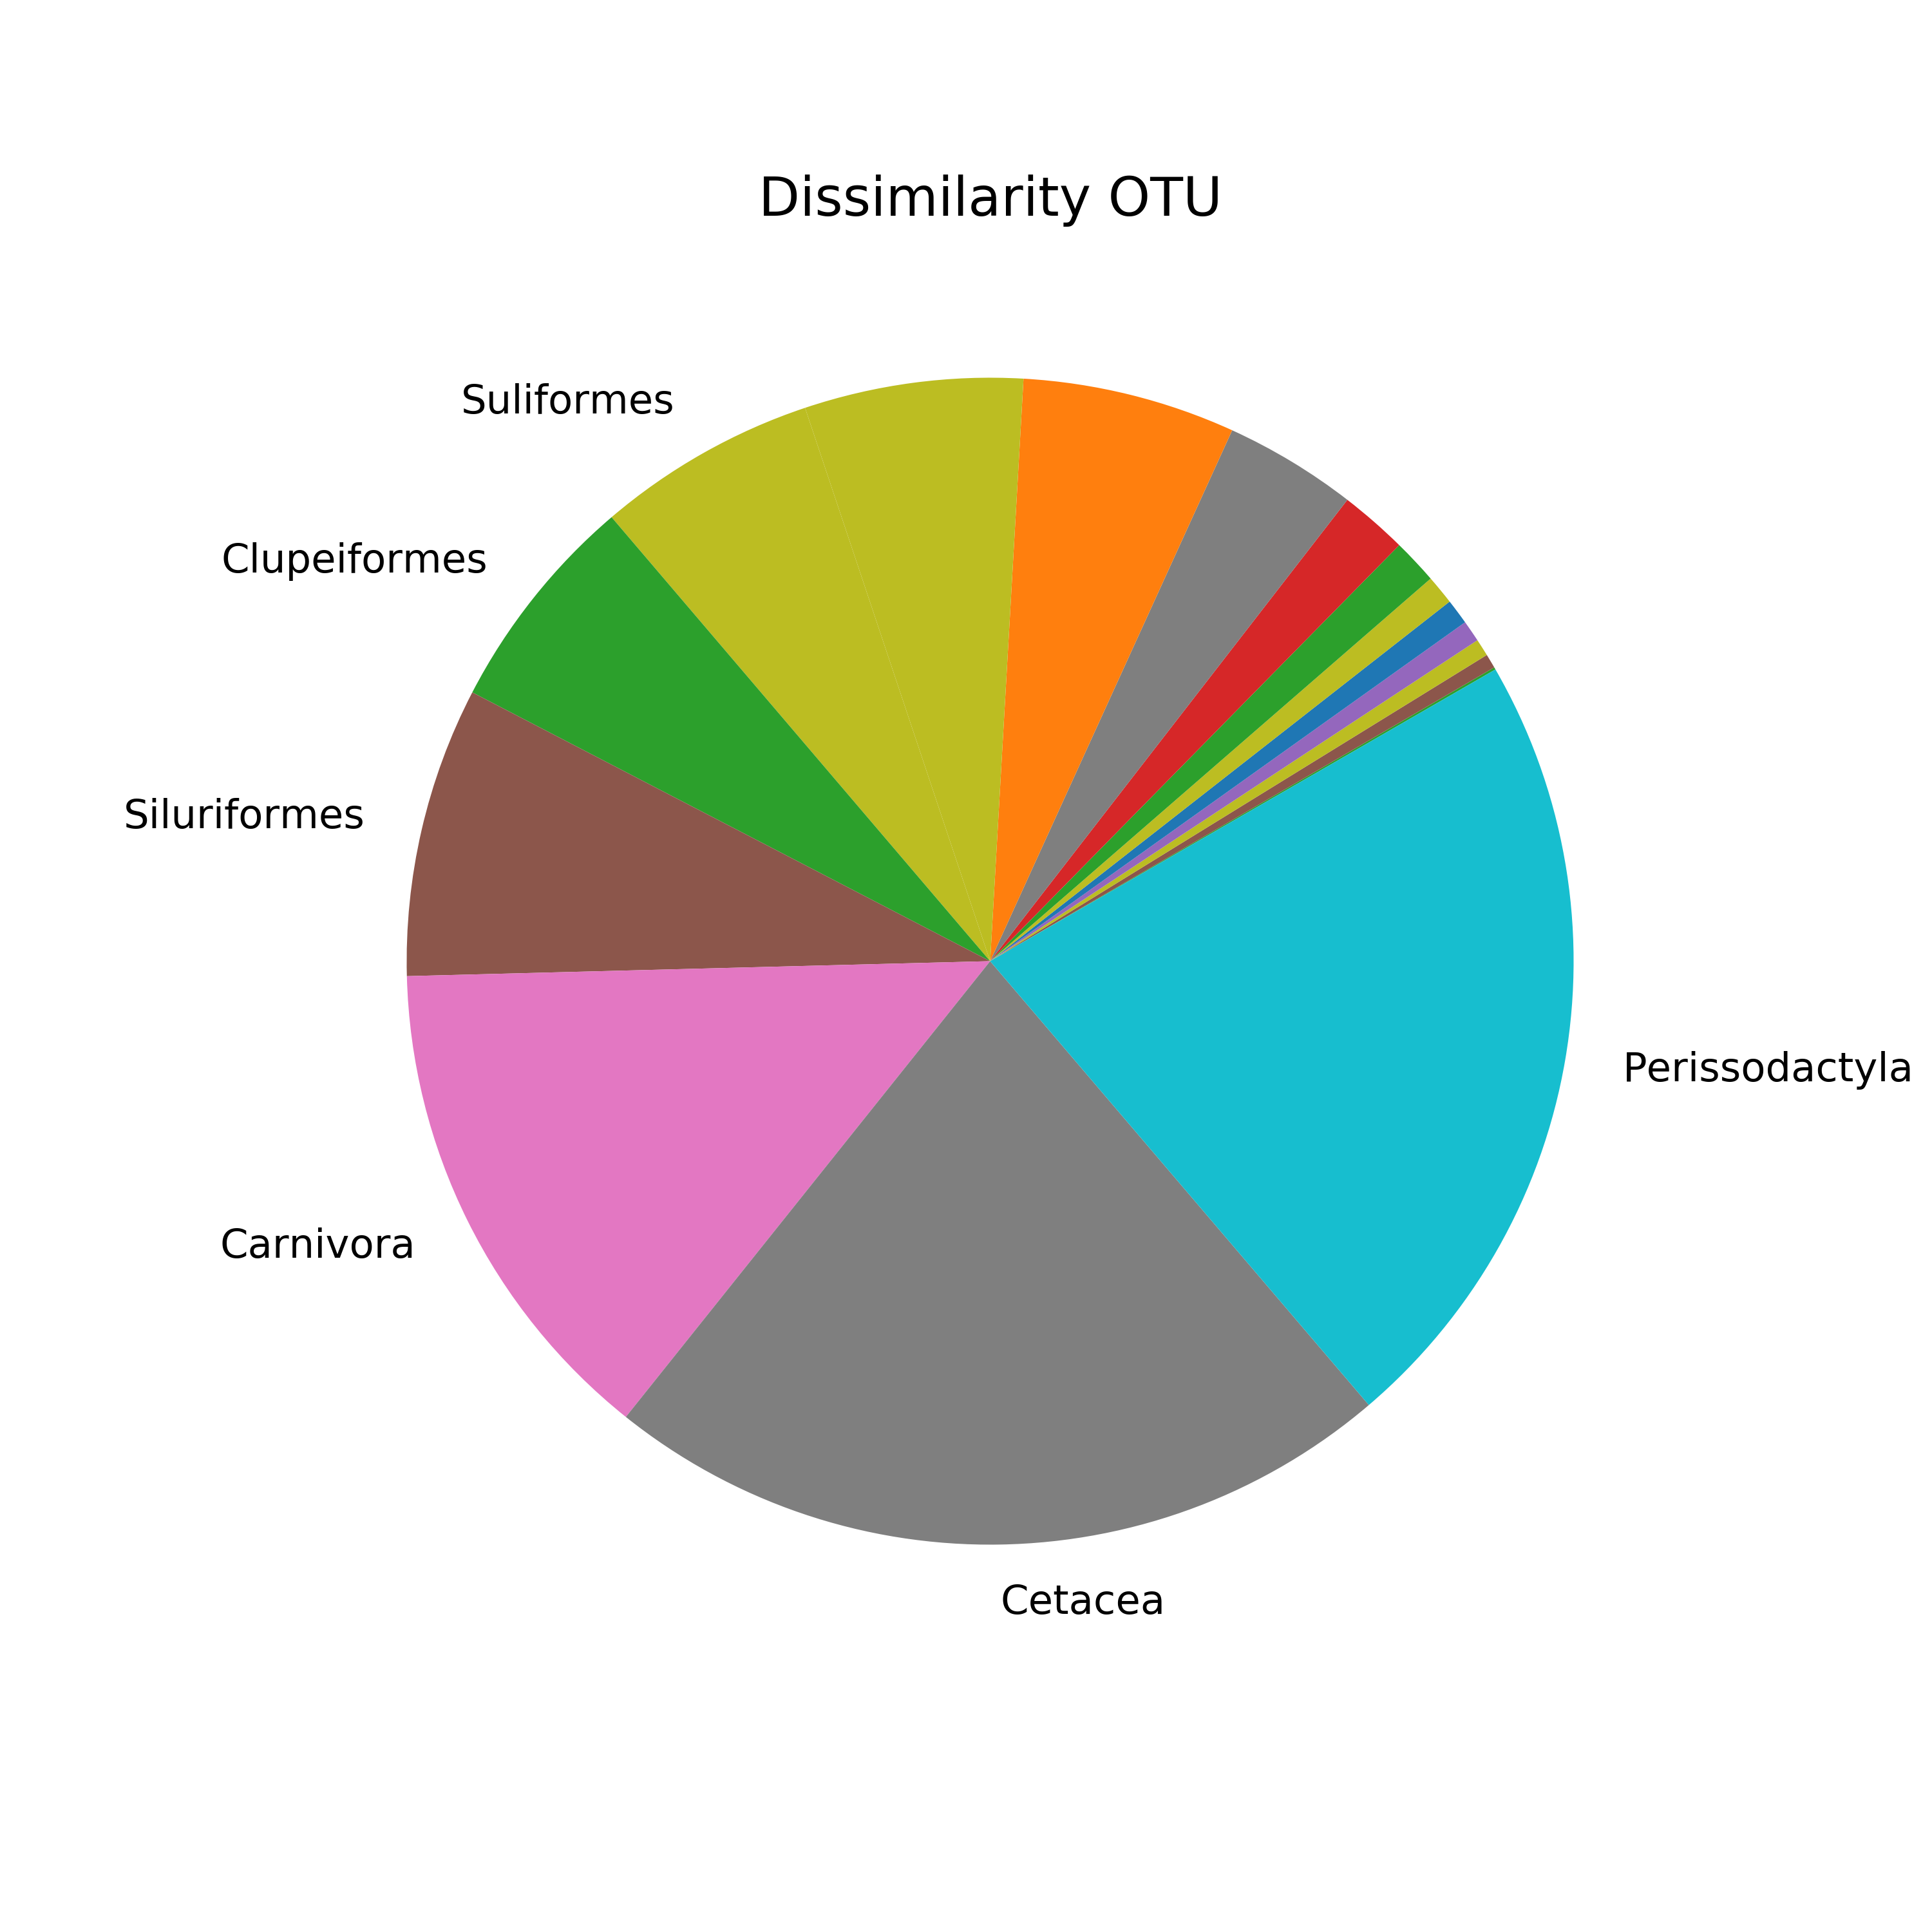 Dissimilarity OTU
Suliformes
Clupeiformes
Siluriformes
Perissodactyla
Carnivora
Cetacea